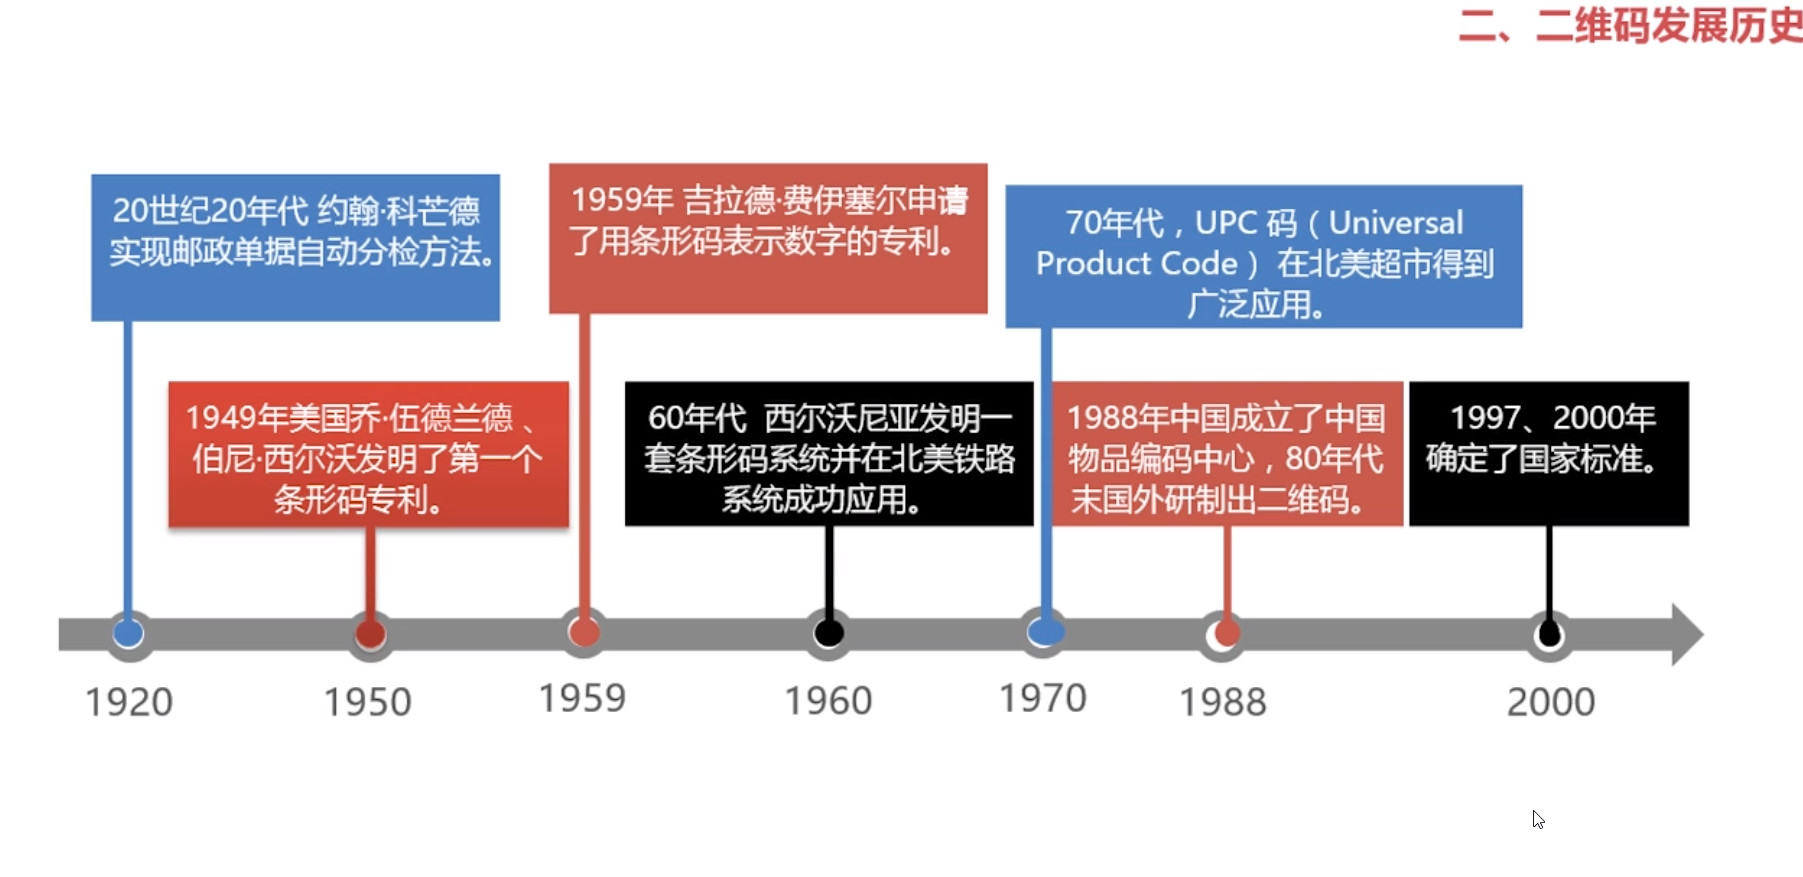 二、二维码发展历史
20世纪20年代 约翰·科芒德
实现邮政单据自动分检方法。
1959年 吉拉德·费伊塞尔申请
了用条形码表示数字的专利。
70年代，UPC 码（Universal
Product Code） 在北美超市得到
广泛应用。
1949年美国乔·伍德兰德 、
伯尼·西尔沃发明了第一个
条形码专利。
60年代 西尔沃尼亚发明一
套条形码系统并在北美铁路
系统成功应用。
1988年中国成立了中国
物品编码中心，80年代
末国外研制出二维码。
1997、2000年
确定了国家标准。
1920
1950
1959
1960
1970
1988
2000